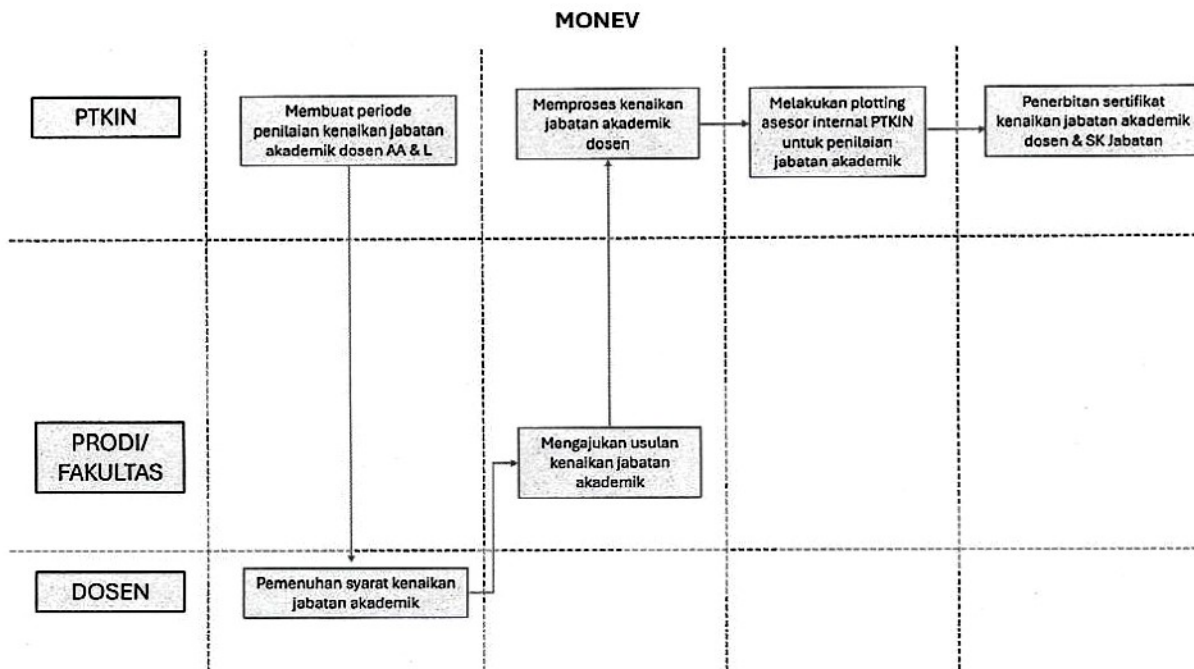 MONEV
PTKIN
Membuat periode
penilaian kenaikan jabatan
akademik dosen AA & L
Memproses kenaikan
jabatan akademik
dosen
Melakukan plotting
asesor internal PTKIN
untuk penilaian
jabatan akademik
Penerbitan sertifikat
kenaikan jabatan akademik
dosen & SK Jabatan
PRODI/
FAKULTAS
Mengajukan usulan
kenaikan jabatan
akademik
DOSEN
Pemenuhan syarat kenaikan
jabatan akademik